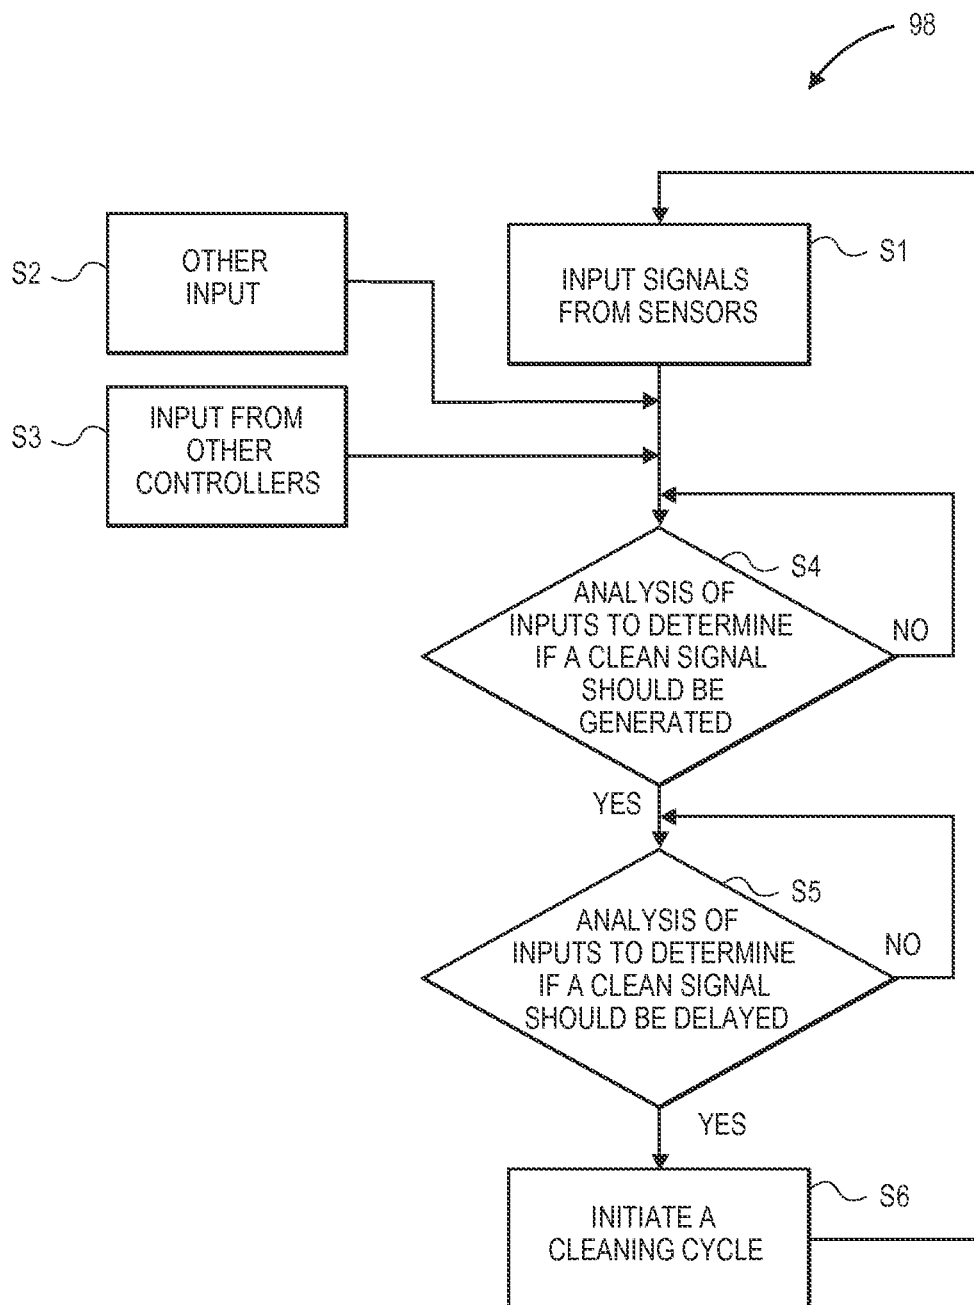 98
S1
INPUT SIGNALS
FROM SENSORS
S2
OTHER
INPUT
S3
INPUT FROM
OTHER
CONTROLLERS
S4
ANALYSIS OF
INPUTS TO DETERMINE
IF A CLEAN SIGNAL
SHOULD BE
GENERATED
NO
YES
S5
ANALYSIS OF
INPUTS TO DETERMINE
IF A CLEAN SIGNAL
SHOULD BE DELAYED
NO
YES
S6
INITIATE A
CLEANING CYCLE